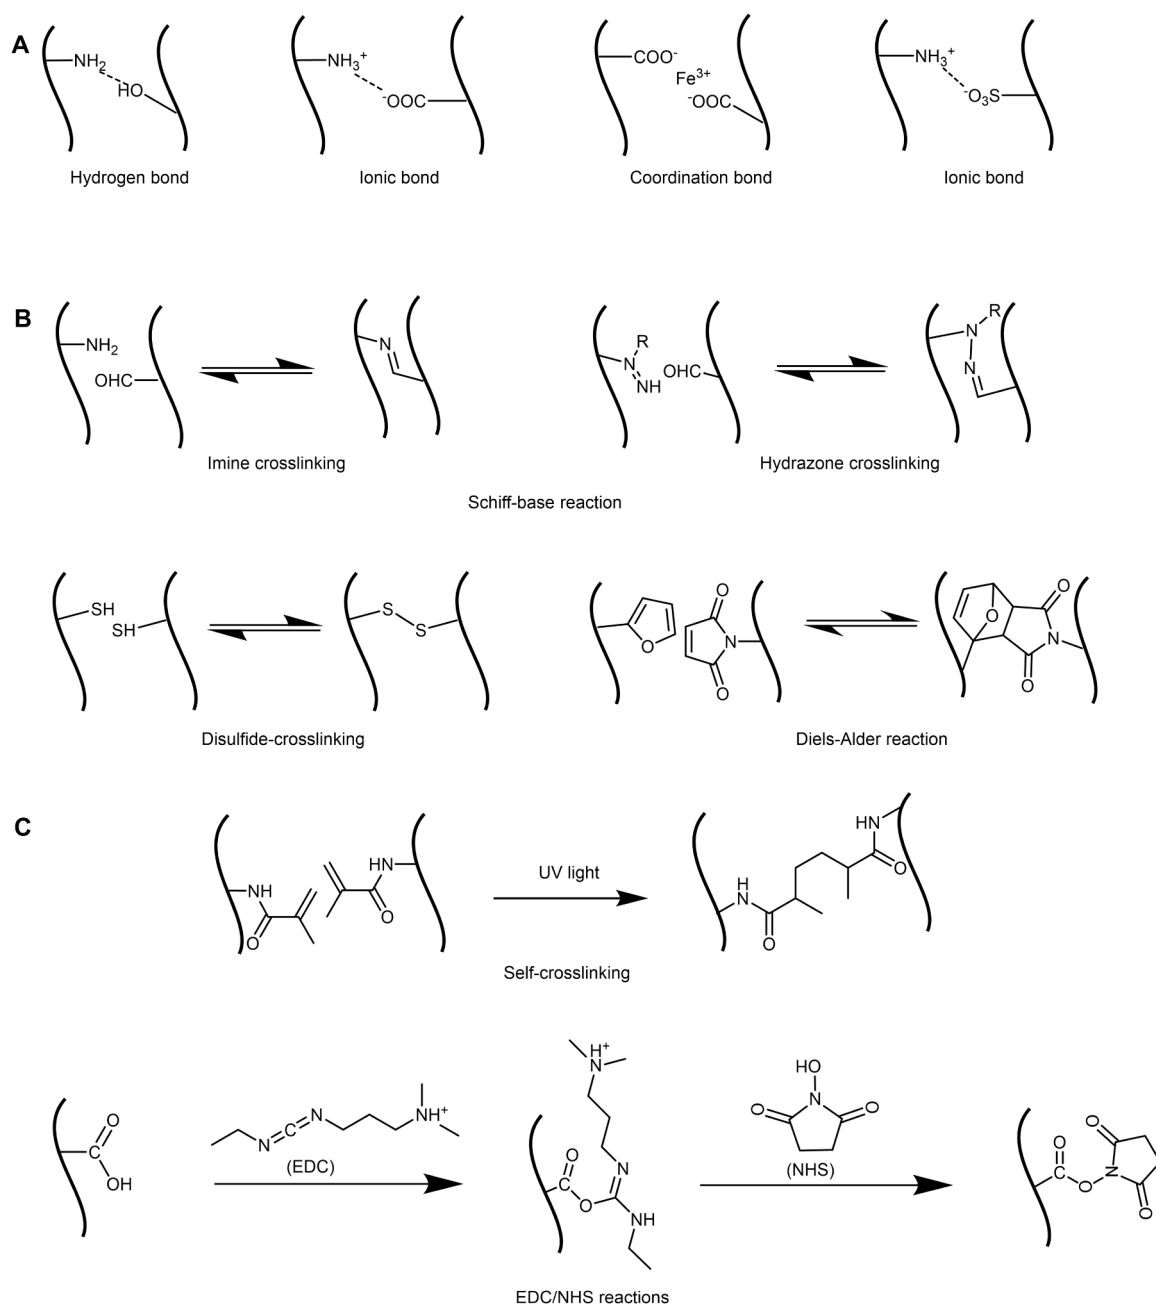 A
NH₂
HO
Hydrogen bond
NH₃⁺
⁻OOC
Ionic bond
COO⁻
Fe³⁺
⁻OOC
Coordination bond
NH₃⁺
⁻O₃S
Ionic bond
B
NH₂
OHC
N
Imine crosslinking
R
N
NH
OHC
R
N
N
Hydrazone crosslinking
Schiff-base reaction
SH
SH
S
S
Disulfide-crosslinking
O
O
N
O
O
O
N
O
Diels-Alder reaction
C
NH
O
HN
O
UV light
H
N
O
HN
O
Self-crosslinking
O
C
OH
N
C
N
NH⁺
(EDC)
H⁺
N
N
O
C
O
NH
HO
N
O
O
(NHS)
O
C
O
N
O
O
EDC/NHS reactions